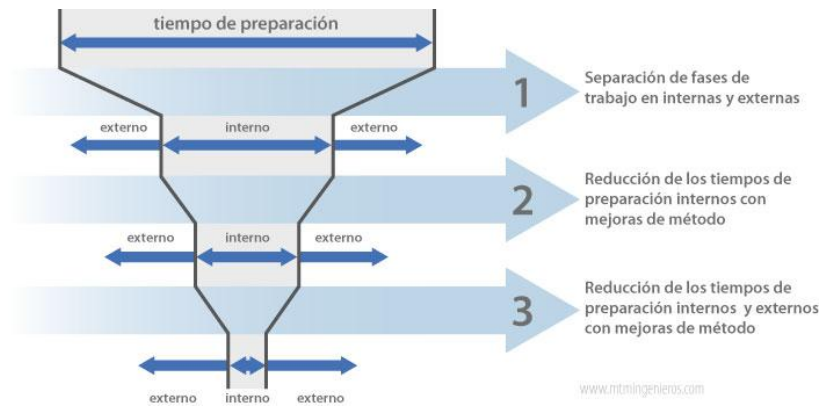 tiempo de preparación
1
Separación de fases de
trabajo en internas y externas
externo interno externo
2
Reducción de los tiempos de
preparación internos con
mejoras de método
externo interno externo
3
Reducción de los tiempos de
preparación internos y externos
con mejoras de método
www.mtmingenieros.com
externo interno externo